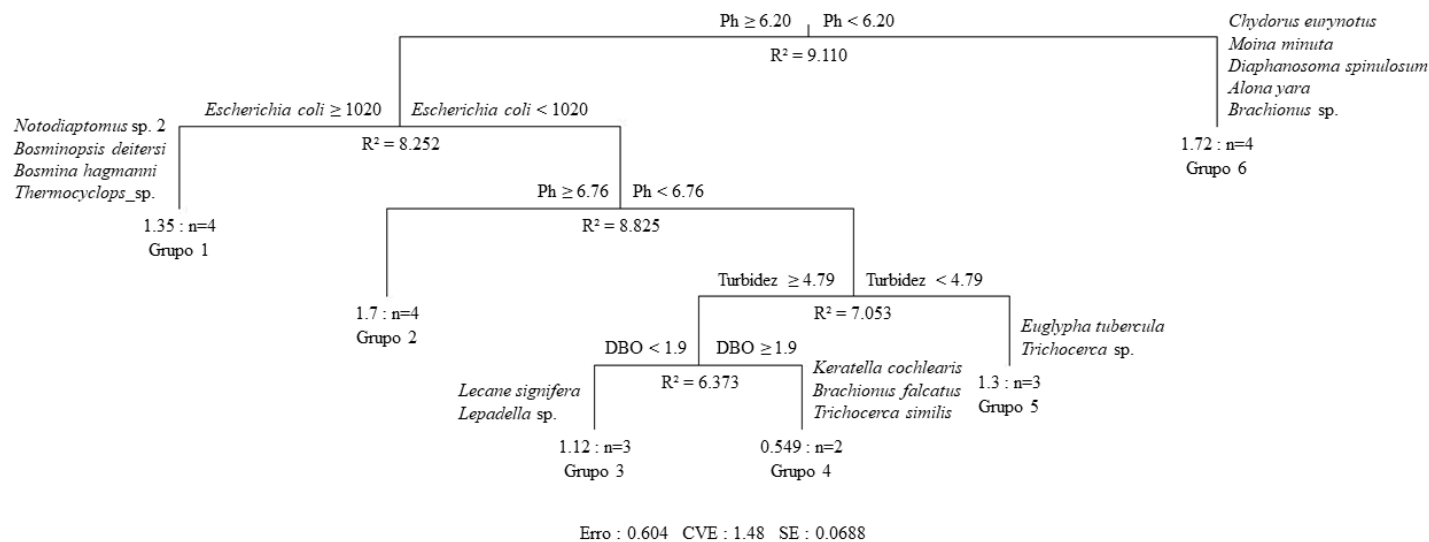 Ph ≥ 6.20 Ph < 6.20
R² = 9.110
Chydorus eurynotus
Moina minuta
Diaphanosoma spinulosum
Alona yara
Brachionus sp.
1.72 : n=4
Grupo 6
Escherichia coli ≥ 1020 Escherichia coli < 1020
R² = 8.252
Notodiaptomus sp. 2
Bosminopsis deitersi
Bosmina hagmanni
Thermocyclops_sp.
1.35 : n=4
Grupo 1
Ph ≥ 6.76 Ph < 6.76
R² = 8.825
1.7 : n=4
Grupo 2
Turbidez ≥ 4.79 Turbidez < 4.79
R² = 7.053
Euglypha tubercula
Trichocerca sp.
1.3 : n=3
Grupo 5
DBO < 1.9 DBO ≥ 1.9
R² = 6.373
Lecane signifera
Lepadella sp.
1.12 : n=3
Grupo 3
Keratella cochlearis
Brachionus falcatus
Trichocerca similis
0.549 : n=2
Grupo 4
Erro : 0.604 CVE : 1.48 SE : 0.0688